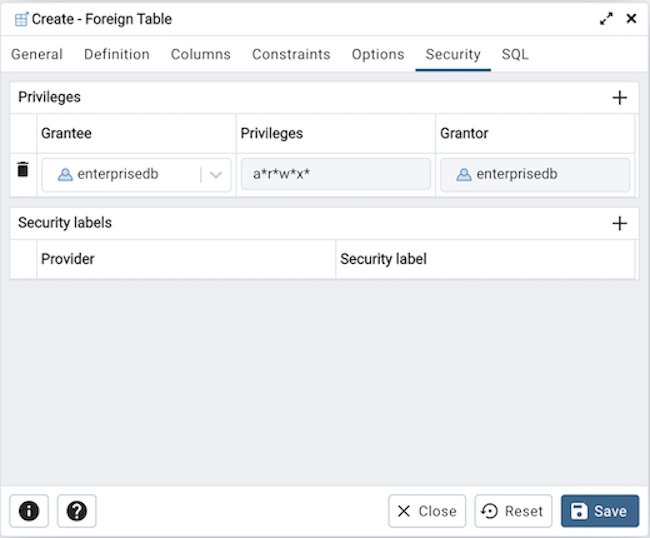 Create - Foreign Table
General Definition Columns Constraints Options Security SQL
Privileges
Grantee Privileges Grantor
enterprisedb a*r*w*x* enterprisedb
Security labels
Provider Security label
Close Reset Save